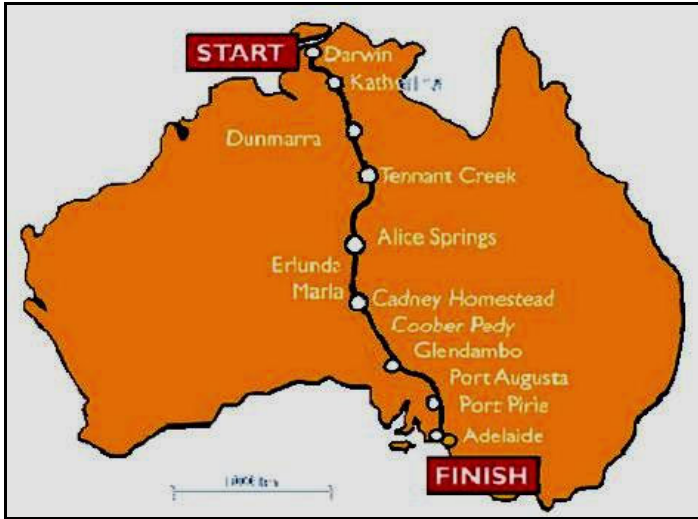 START
Darwin
Dunmarra
Tennant Creek
Alice Springs
Erlunda
Marla
Cadney Homestead
Coober Pedy
Glendambo
Port Augusta
Port Pirie
Adelaide
FINISH